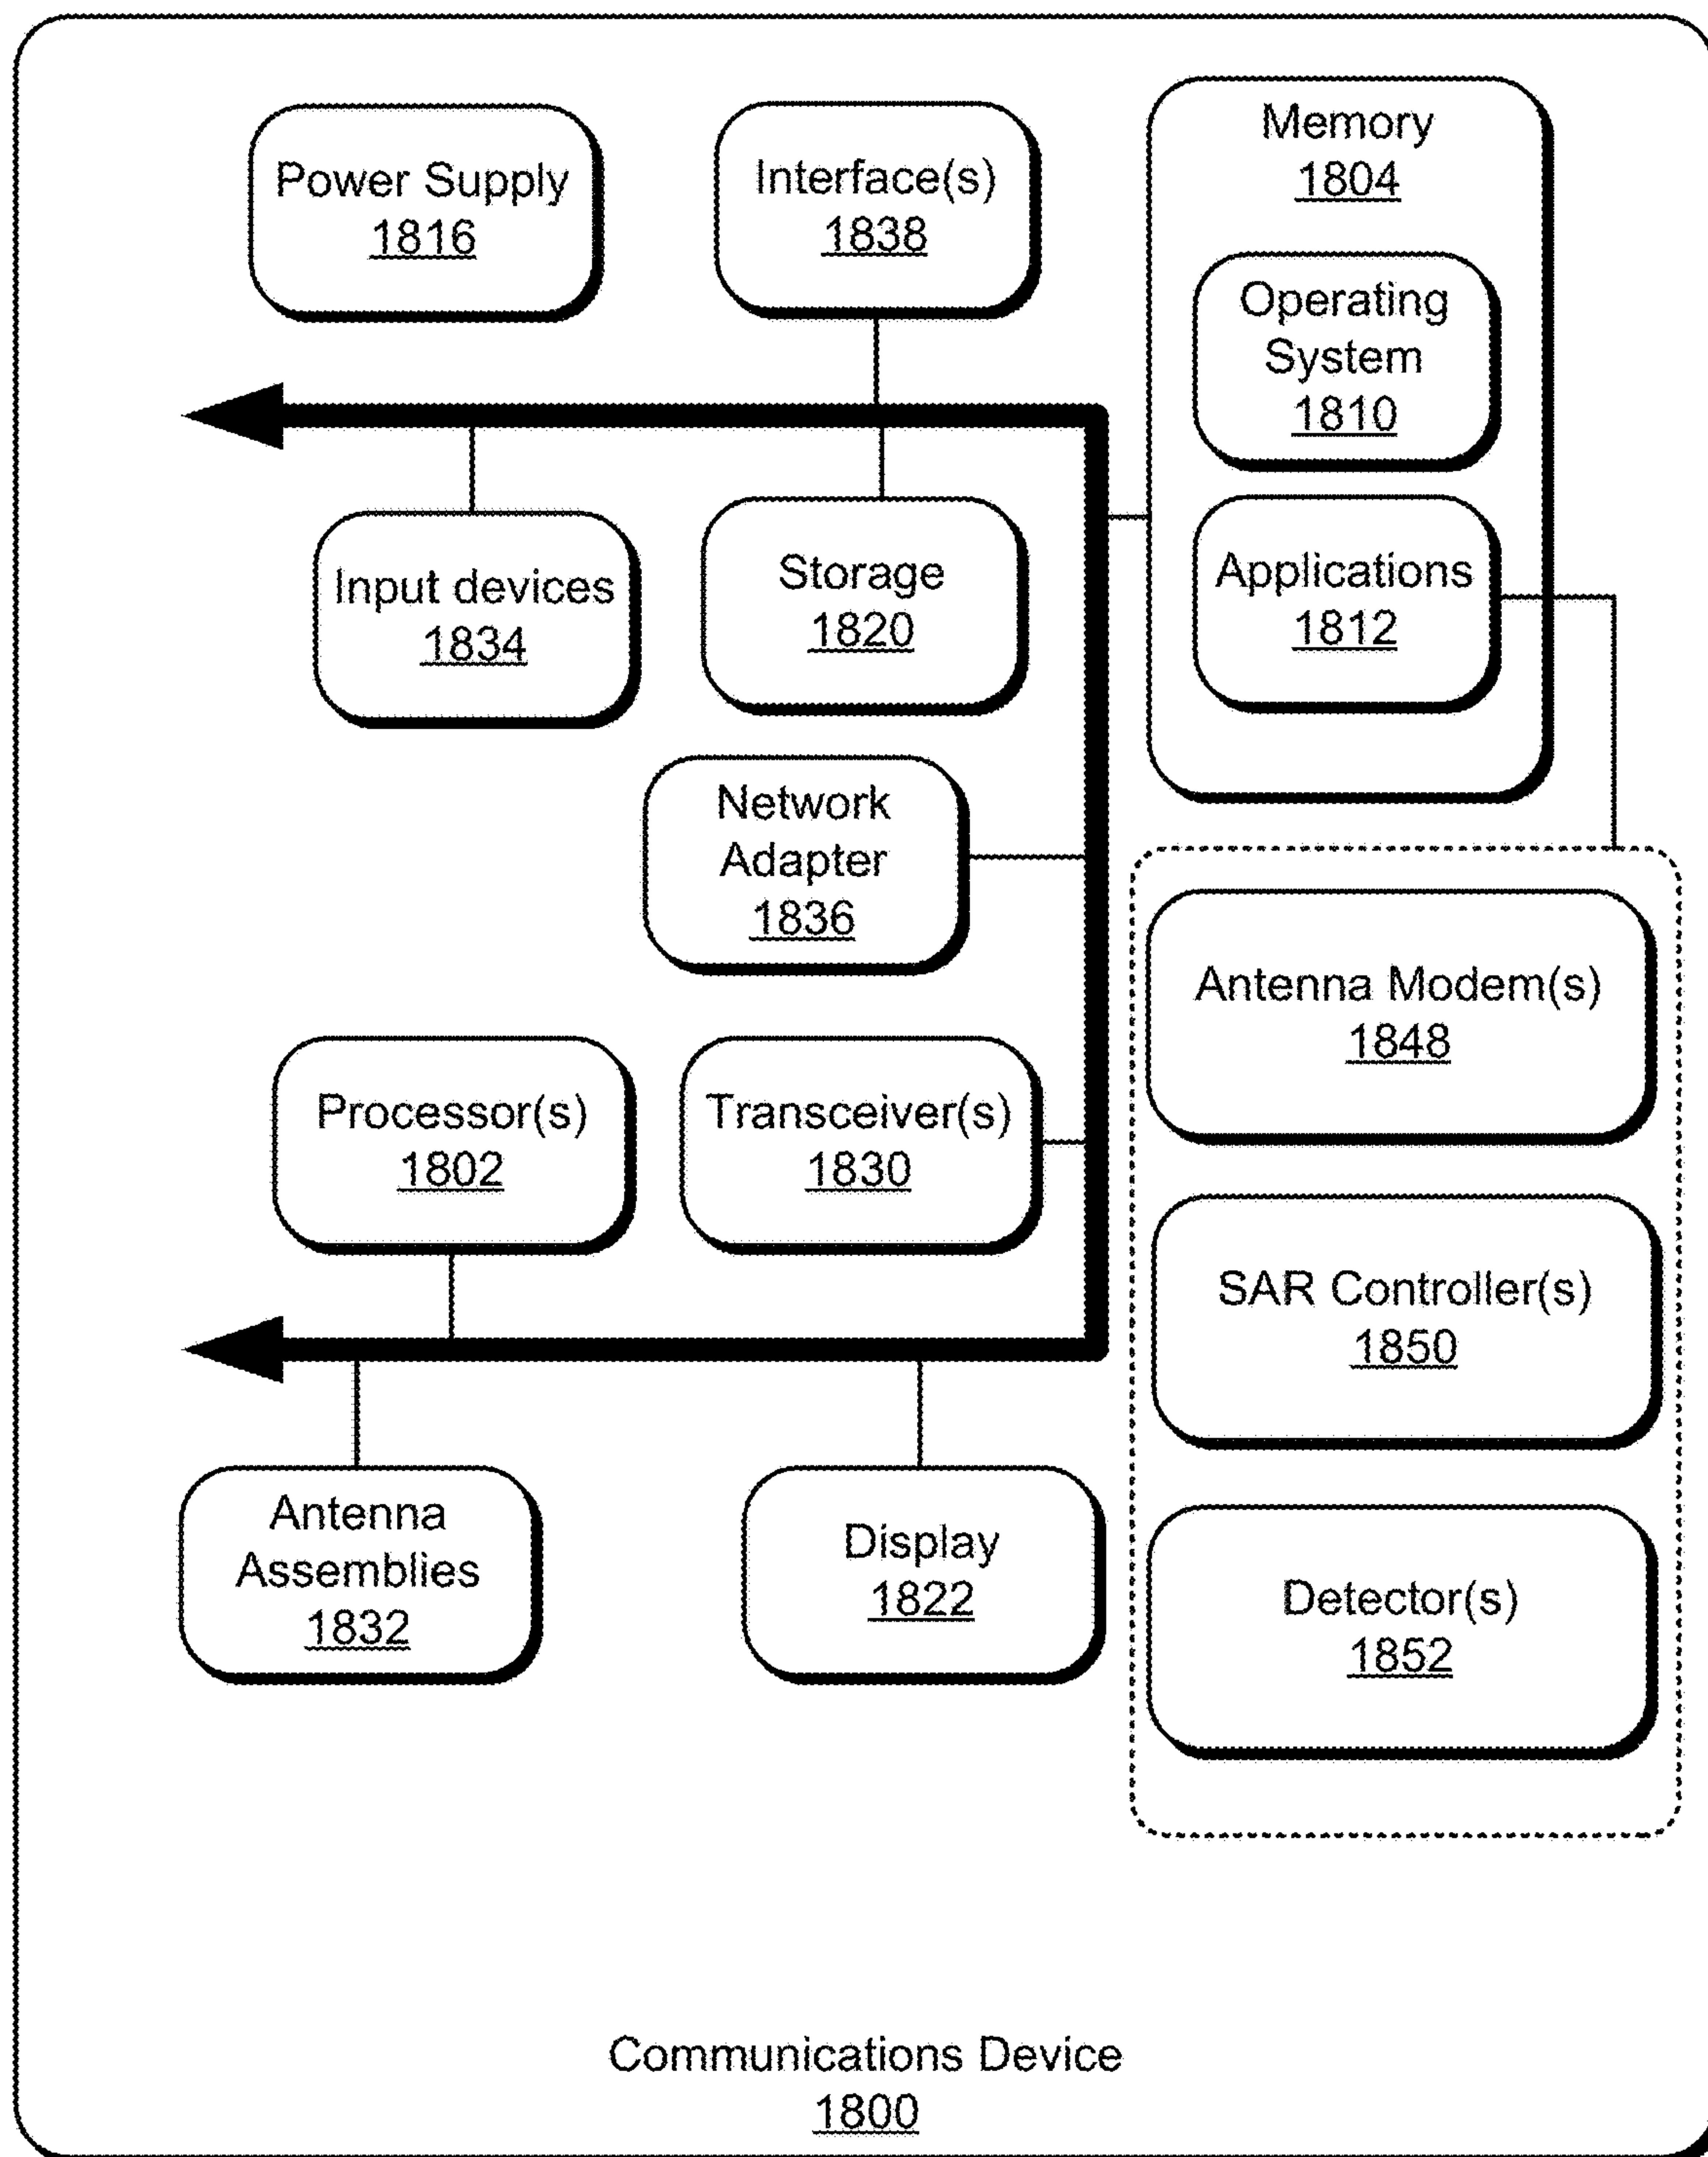 Power Supply
1816
Interface(s)
1838
Memory
1804
Operating
System
1810
Applications
1812
Input devices
1834
Storage
1820
Network
Adapter
1836
Antenna Modem(s)
1848
Processor(s)
1802
Transceiver(s)
1830
SAR Controller(s)
1850
Antenna
Assemblies
1832
Display
1822
Detector(s)
1852
Communications Device
1800